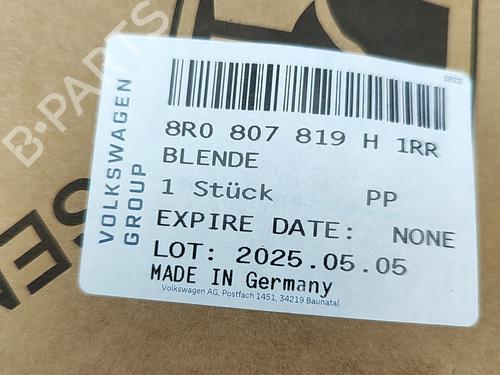 1822
8R0 807 819 H 1RR
BLENDE
1 Stück PP
EXPIRE DATE: NONE
LOT: 2025.05.05
MADE IN Germany
Volkswagen AG, Postfach 1451, 34219 Baunatal
VOLKSWAGEN
GROUP
B-PARTS